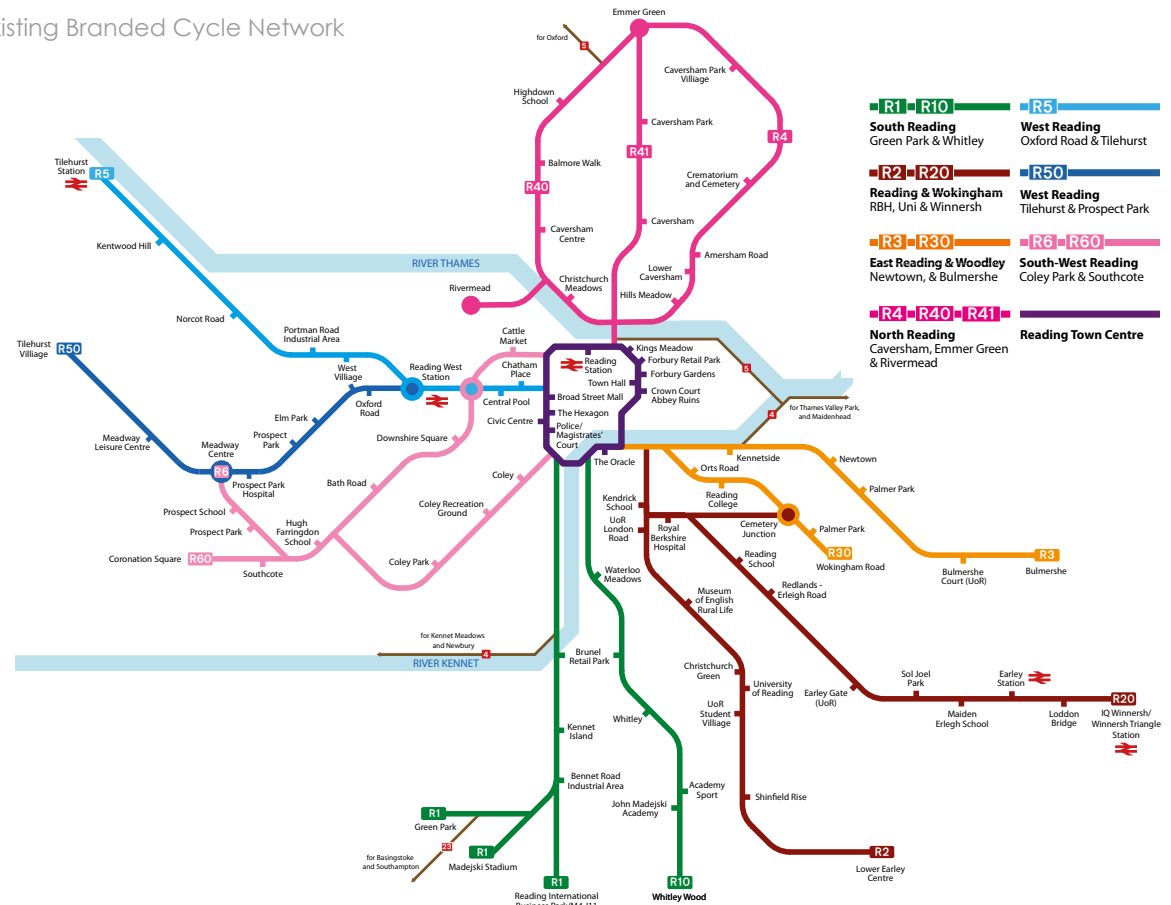 isting Branded Cycle Network
Emmer Green
for Oxford
5
Caversham Park
Villiage
Highdown
School
Caversham Park
R4
R41
Balmore Walk
Crematorium
and Cemetery
R40
Caversham
Caversham
Centre
Amersham Road
Lower
Caversham
Christchurch
Meadows
Hills Meadow
Rivermead
RIVER THAMES
Tilehurst
Station
R5
Kentwood Hill
Norcot Road
Portman Road
Industrial Area
Tilehurst
Villiage
R50
West
Villiage
Reading West
Station
Cattle
Market
Chatham
Place
Central Pool
Oxford
Road
Elm Park
Prospect
Park
Meadway
Leisure Centre
Meadway
Centre
R6
Prospect Park
Hospital
Downshire Square
Bath Road
Prospect School
Prospect Park
Hugh
Farringdon
School
Coronation Square
R60
Southcote
Coley
Coley Recreation
Ground
Coley Park
Reading
Station
Town Hall
Broad Street Mall
The Hexagon
Civic Centre
Police/
Magistrates'
Court
The Oracle
Kings Meadow
Forbury Retail Park
Forbury Gardens
Crown Court
Abbey Ruins
5
4
for Thames Valley Park,
and Maidenhead
Kennetside
Newtown
Orts Road
Reading
College
Palmer Park
Kendrick
School
UoR
London
Road
Royal
Berkshire
Hospital
Cemetery
Junction
Palmer Park
R30
Wokingham Road
Bulmershe
Court (UoR)
R3
Bulmershe
Reading
School
Redlands -
Erleigh Road
Museum
of English
Rural Life
Waterloo
Meadows
for Kennet Meadows
and Newbury
4
RIVER KENNET
Brunel
Retail Park
Christchurch
Green
University
of Reading
UoR
Student
Villiage
Earley Gate
(UoR)
Sol Joel
Park
Maiden
Erlegh School
Earley
Station
Loddon
Bridge
R20
IQ Winnersh/
Winnersh Triangle
Station
Whitley
Kennet
Island
Bennet Road
Industrial Area
Academy
Sport
John Madejski
Academy
Shinfield Rise
R1
Green Park
23
for Basingstoke
and Southampton
R1
Madejski Stadium
R1
Reading International
R10
Whitley Wood
R2
Lower Earley
Centre
R1 R10
South Reading
Green Park & Whitley
R5
West Reading
Oxford Road & Tilehurst
R2 R20
Reading & Wokingham
RBH, Uni & Winnersh
R50
West Reading
Tilehurst & Prospect Park
R3 R30
East Reading & Woodley
Newtown, & Bulmershe
R6 R60
South-West Reading
Coley Park & Southcote
R4 R40 R41
North Reading
Caversham, Emmer Green
& Rivermead
Reading Town Centre